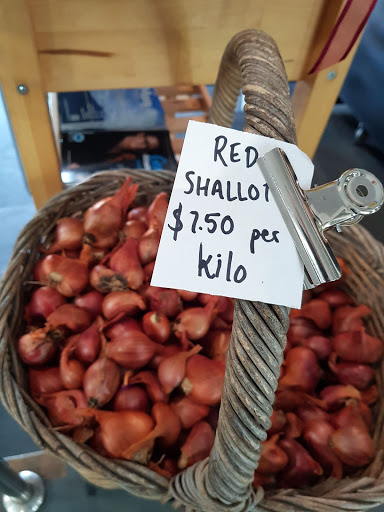 RED
SHALLOT
$7.50 per
kilo